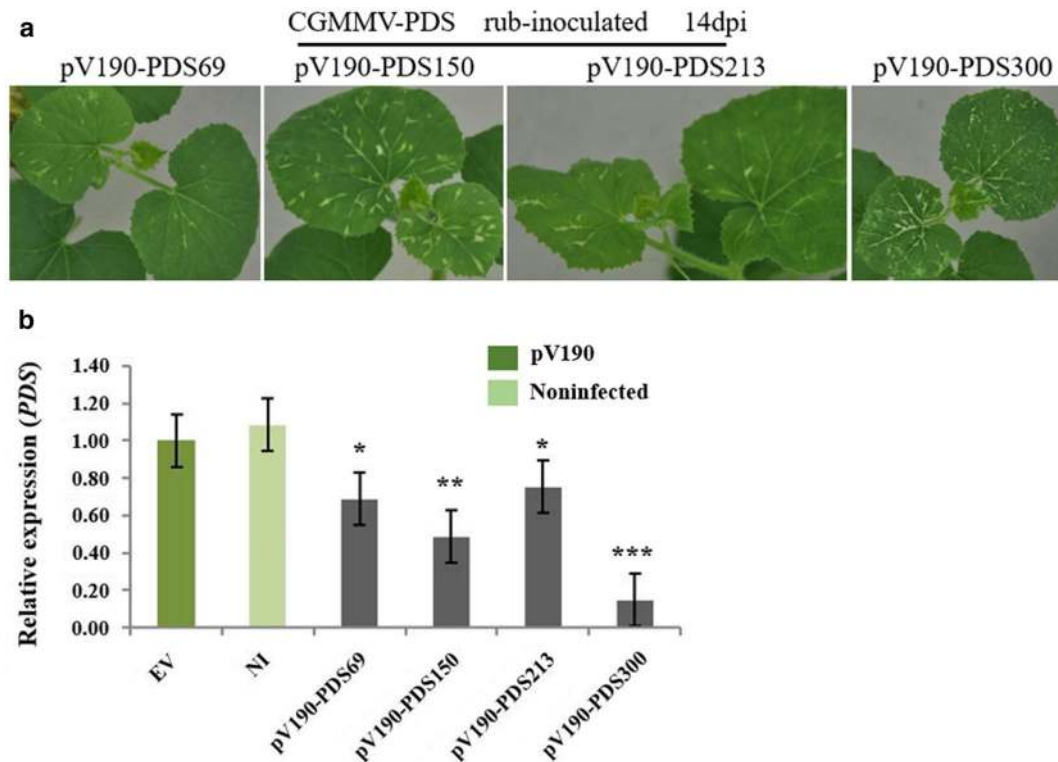 a
CGMMV-PDS rub-inoculated 14dpi
pV190-PDS69 pV190-PDS150 pV190-PDS213 pV190-PDS300
b
pV190
Noninfected
Relative expression (PDS)
1.40
1.20
1.00
0.80
0.60
0.40
0.20
0.00
* ** * ***
EV NI pV190-PDS69 pV190-PDS150 pV190-PDS213 pV190-PDS300